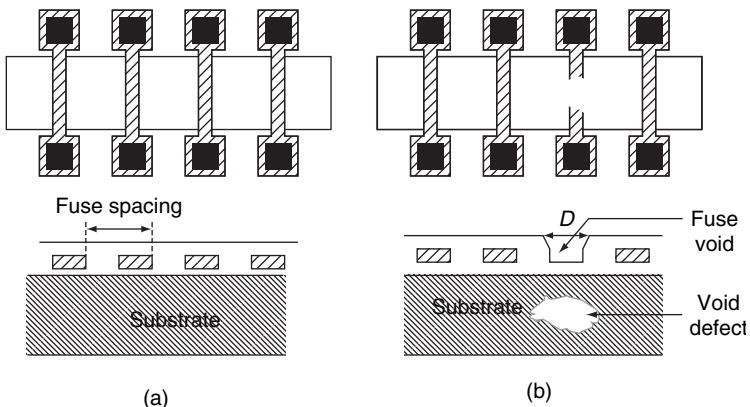 Fuse spacing
Substrate
(a)
D
Fuse
void
Substrate
Void
defect
(b)